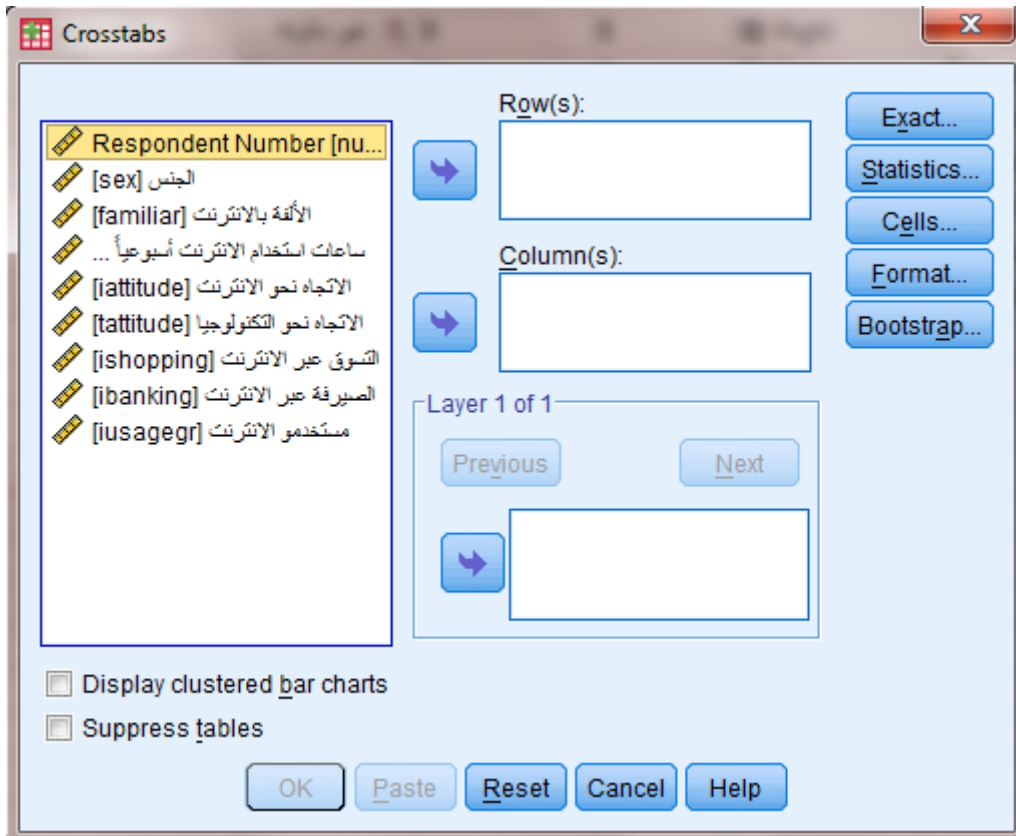 Crosstabs
Respondent Number [nu...
الجنس [sex]
الألفة بالانترنت [familiar]
ساعات استخدام الانترنت أسبوعياً ...
الاتجاه نحو الانترنت [iattitude]
الاتجاه نحو التكنولوجيا [tattitude]
التسوق عبر الانترنت [ishopping]
الصيرفة عبر الانترنت [ibanking]
مستخدمو الانترنت [iusagegr]
Row(s):
Column(s):
Layer 1 of 1
Previous
Next
Exact...
Statistics...
Cells...
Format...
Bootstrap...
Display clustered bar charts
Suppress tables
OK
Paste
Reset
Cancel
Help